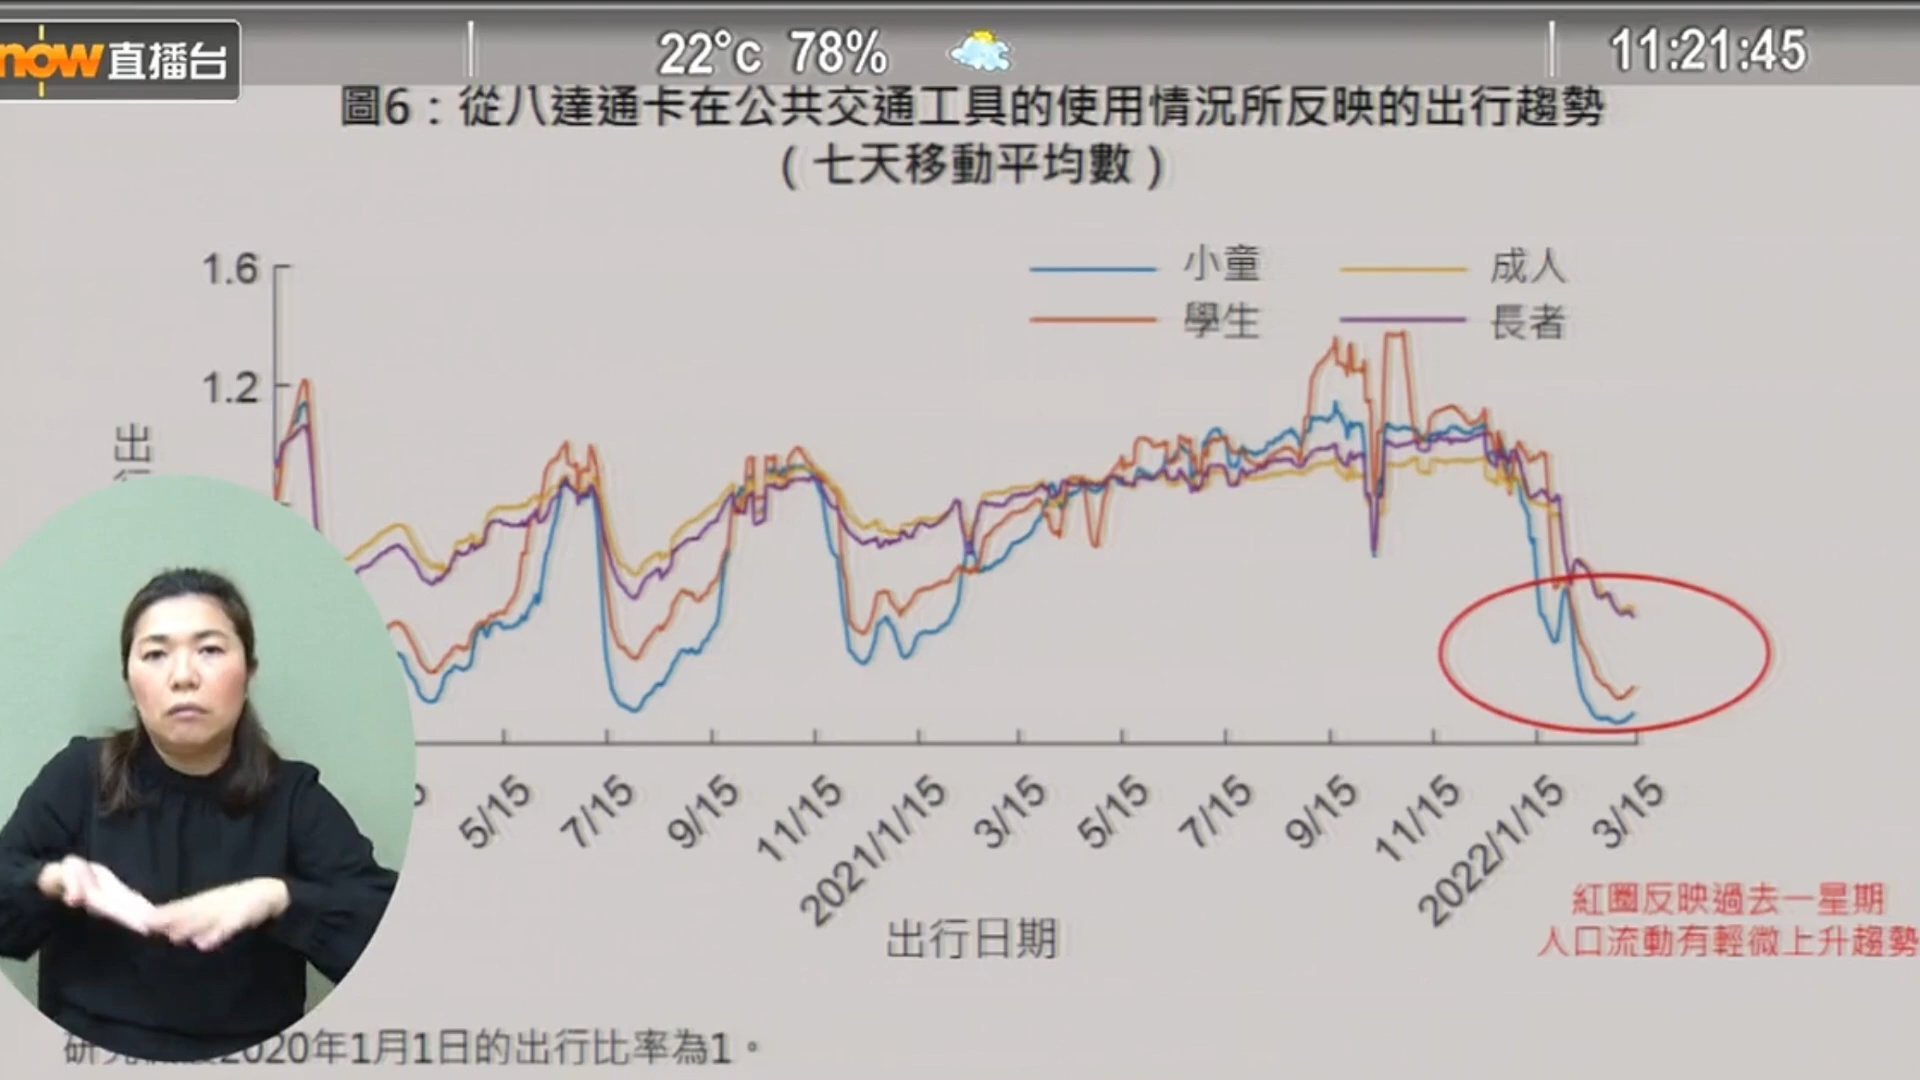 now直播台
22°c 78%
11:21:45
圖6：從八達通卡在公共交通工具的使用情況所反映的出行趨勢
（七天移動平均數）
1.6
1.2
小童
成人
學生
長者
出
5/15
7/15
9/15
11/15
2021/1/15
3/15
5/15
7/15
9/15
11/15
2022/1/15
3/15
出行日期
紅圈反映過去一星期
人口流動有輕微上升趨勢
2020年1月1日的出行比率為1。